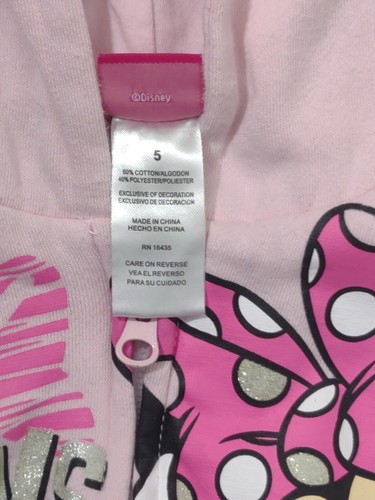 ©Disney
5
60% COTTON/ALGODON
40% POLYESTER/POLIESTER
EXCLUSIVE OF DECORATION
EXCLUSIVO DE DECORACION
MADE IN CHINA
HECHO EN CHINA
RN 16435
CARE ON REVERSE
VEA EL REVERSO
PARA SU CUIDADO